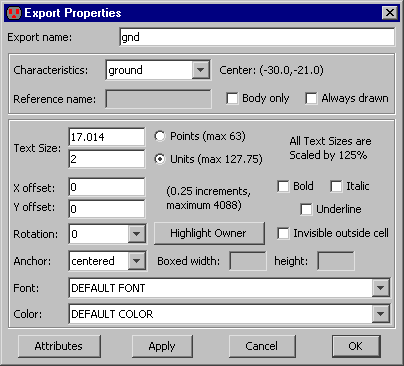 Export Properties
Export name: gnd
Characteristics: ground Center: (-30.0,-21.0)
Reference name: Body only Always drawn
Text Size: 17.014 Points (max 63) All Text Sizes are
2 Units (max 127.75) Scaled by 125%
X offset: 0 (0.25 increments, Bold Italic
Y offset: 0 maximum 4088) Underline
Rotation: 0 Highlight Owner Invisible outside cell
Anchor: centered Boxed width: height:
Font: DEFAULT FONT
Color: DEFAULT COLOR
Attributes Apply Cancel OK